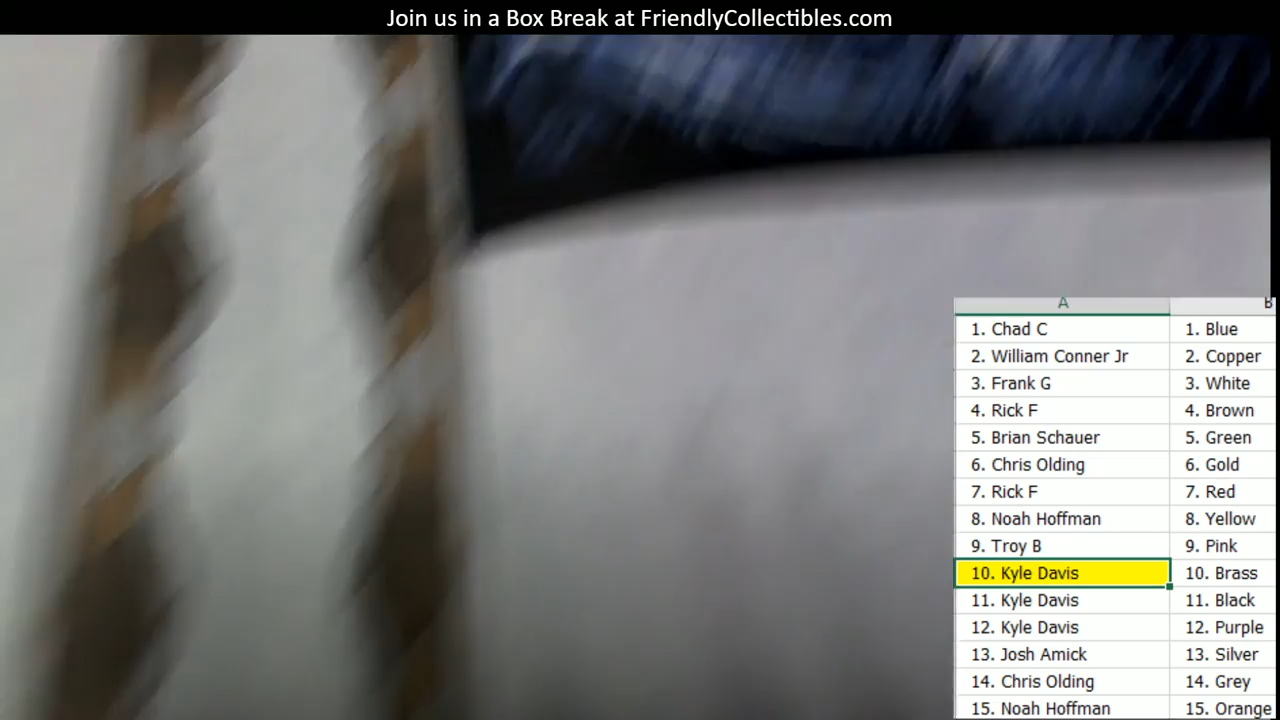 Join us in a Box Break at FriendlyCollectibles.com
A B
1. Chad C 1. Blue
2. William Conner Jr 2. Copper
3. Frank G 3. White
4. Rick F 4. Brown
5. Brian Schauer 5. Green
6. Chris Olding 6. Gold
7. Rick F 7. Red
8. Noah Hoffman 8. Yellow
9. Troy B 9. Pink
10. Kyle Davis 10. Brass
11. Kyle Davis 11. Black
12. Kyle Davis 12. Purple
13. Josh Amick 13. Silver
14. Chris Olding 14. Grey
15. Noah Hoffman 15. Orange